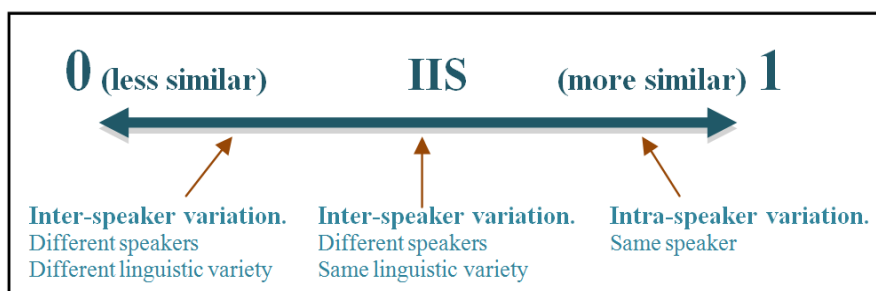 0 (less similar) IIS (more similar) 1
Inter-speaker variation.
Different speakers
Different linguistic variety
Inter-speaker variation.
Different speakers
Same linguistic variety
Intra-speaker variation.
Same speaker